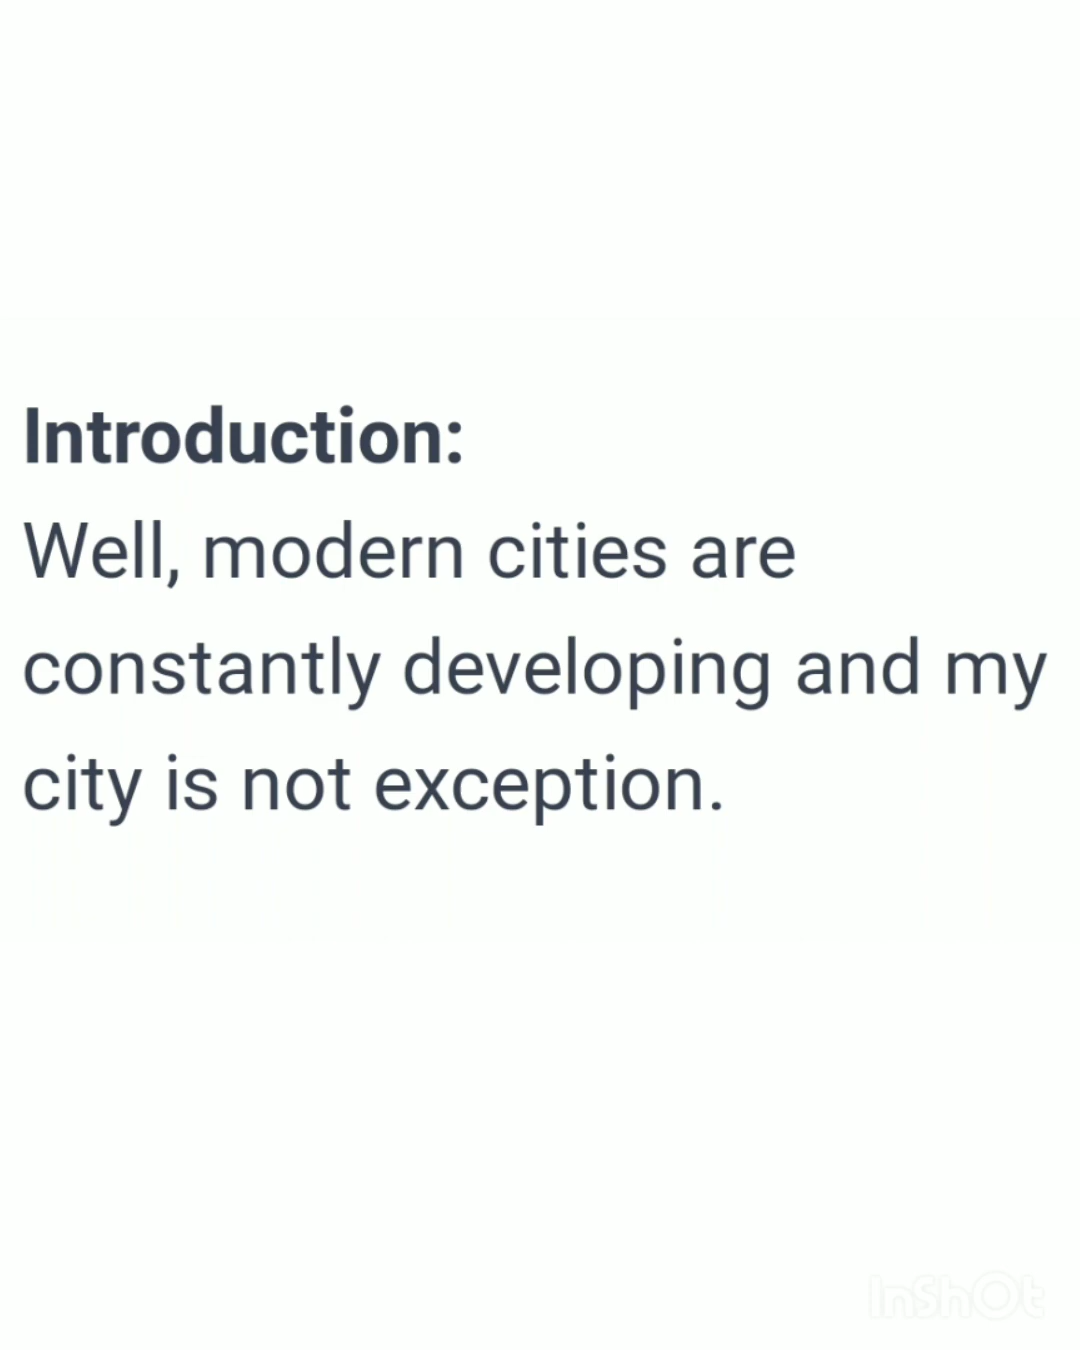 Introduction:
Well, modern cities are
constantly developing and my
city is not exception.
InShOt